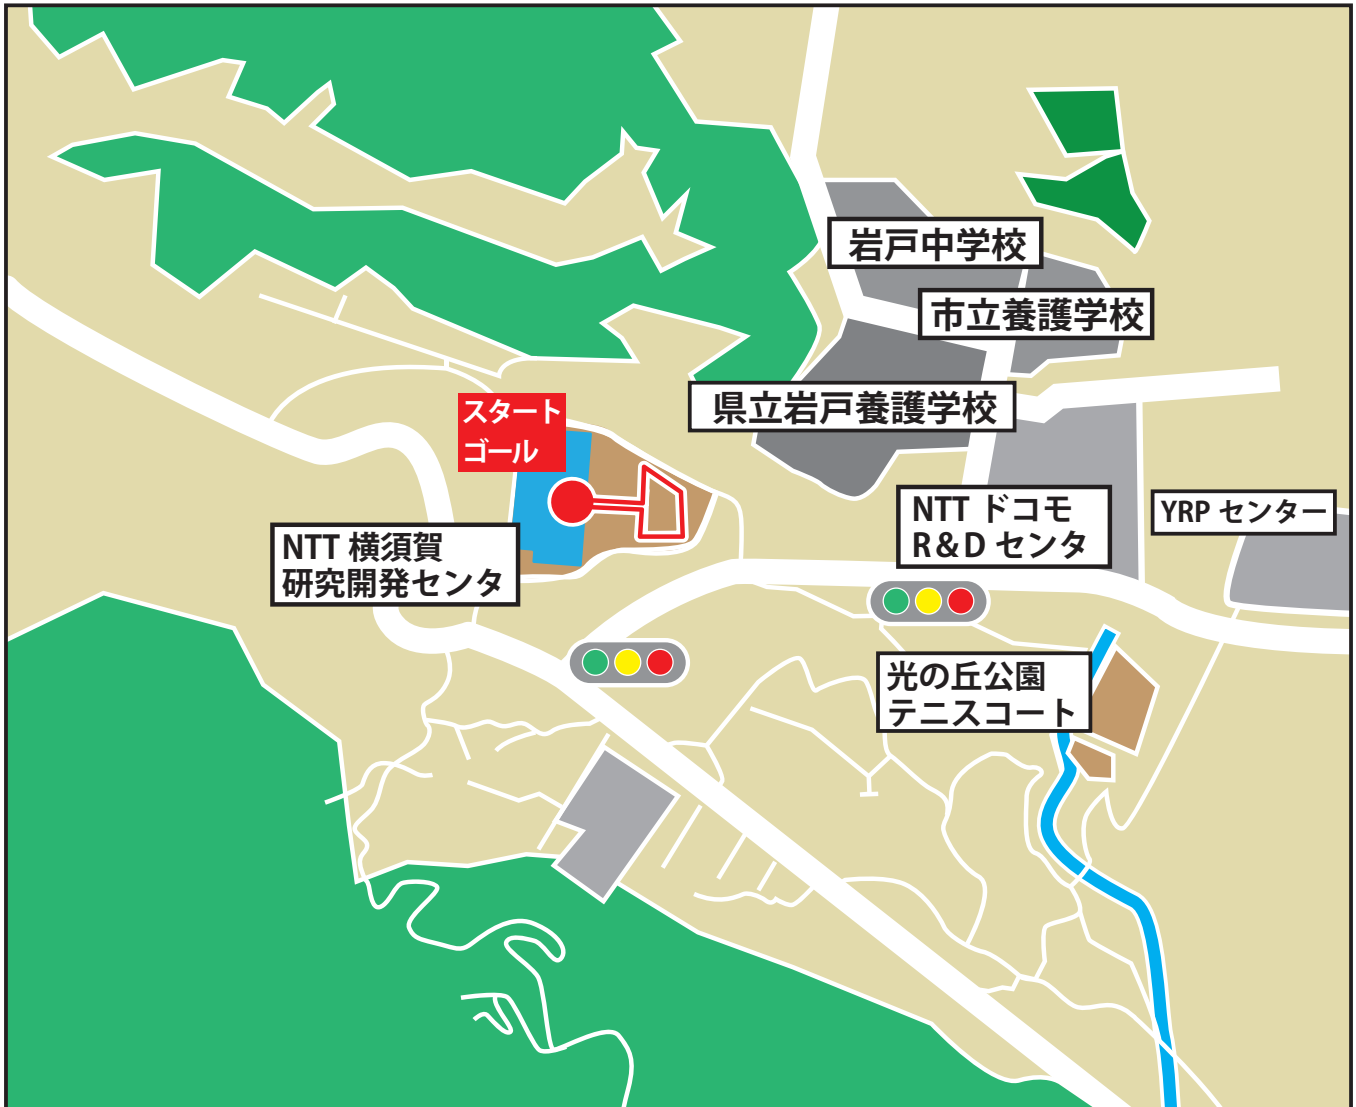 岩戸中学校
市立養護学校
県立岩戸養護学校
スタート
ゴール
NTT ドコモ
R&D センタ
YRP センター
NTT 横須賀
研究開発センタ
光の丘公園
テニスコート